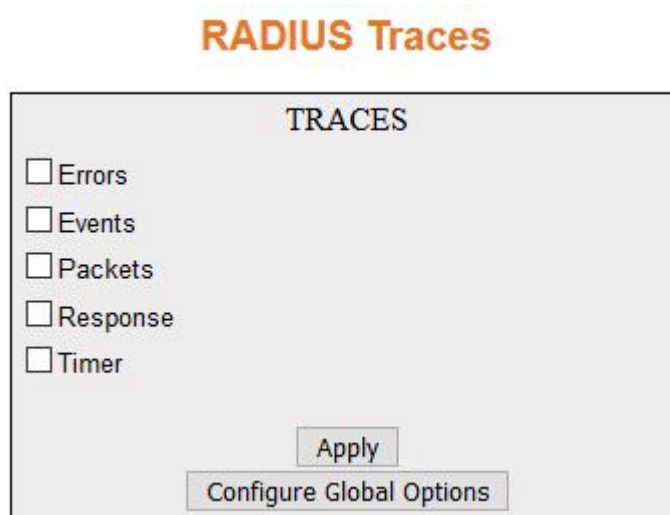 RADIUS Traces
TRACES
Errors
Events
Packets
Response
Timer
Apply
Configure Global Options